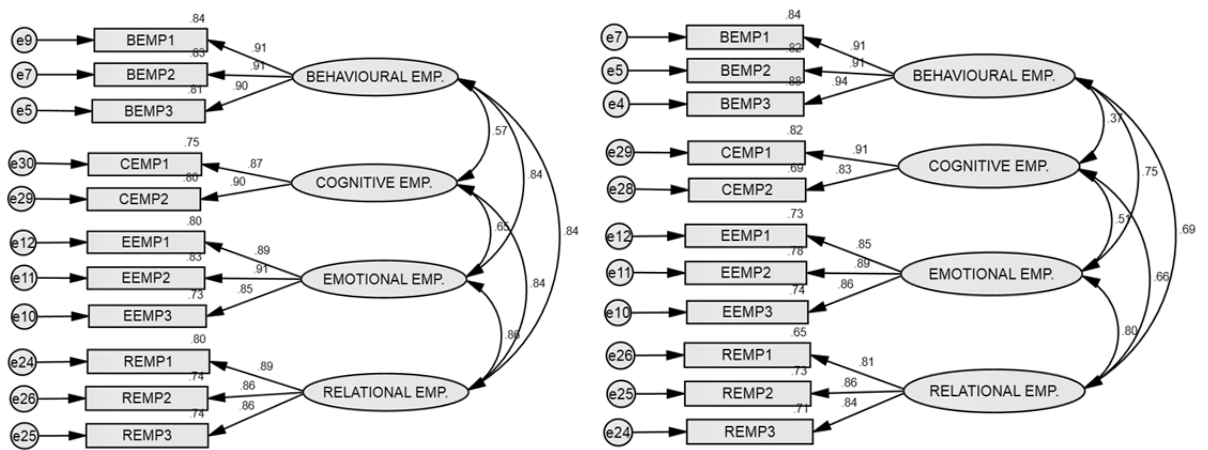 .84
e9 BEMP1 .91
.83
e7 BEMP2 .91 BEHAVIOURAL EMP.
.81
e5 BEMP3 .90
.57
.75
e30 CEMP1 .87
.80
e29 CEMP2 .90 COGNITIVE EMP.
.84
.65
.84
.80
e12 EEMP1 .89
.83
e11 EEMP2 .91 EMOTIONAL EMP.
.84
.73
e10 EEMP3 .85
.86
.80
e24 REMP1 .89
.74
e26 REMP2 .86 RELATIONAL EMP.
.74
e25 REMP3 .86
.84
e7 BEMP1 .91
.82
e5 BEMP2 .91 BEHAVIOURAL EMP.
.88
e4 BEMP3 .94
.37
.82
e29 CEMP1 .91
.69
e28 CEMP2 .83 COGNITIVE EMP.
.75
.51
.69
.73
e12 EEMP1 .85
.78
e11 EEMP2 .89 EMOTIONAL EMP.
.66
.74
e10 EEMP3 .86
.80
.65
e26 REMP1 .81
.73
e25 REMP2 .86 RELATIONAL EMP.
.71
e24 REMP3 .84